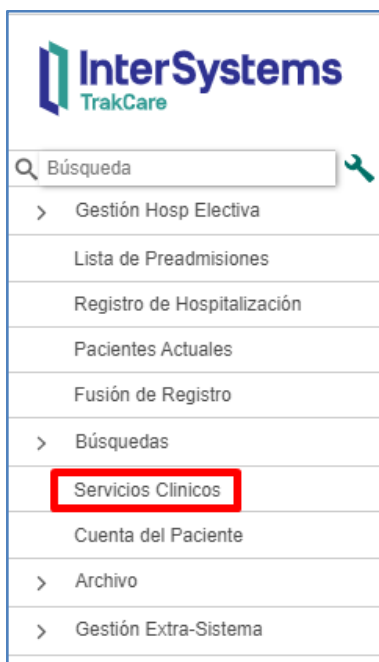 InterSystems
TrakCare
Búsqueda
Gestión Hosp Electiva
Lista de Preadmisiones
Registro de Hospitalización
Pacientes Actuales
Fusión de Registro
Búsquedas
Servicios Clinicos
Cuenta del Paciente
Archivo
Gestión Extra-Sistema